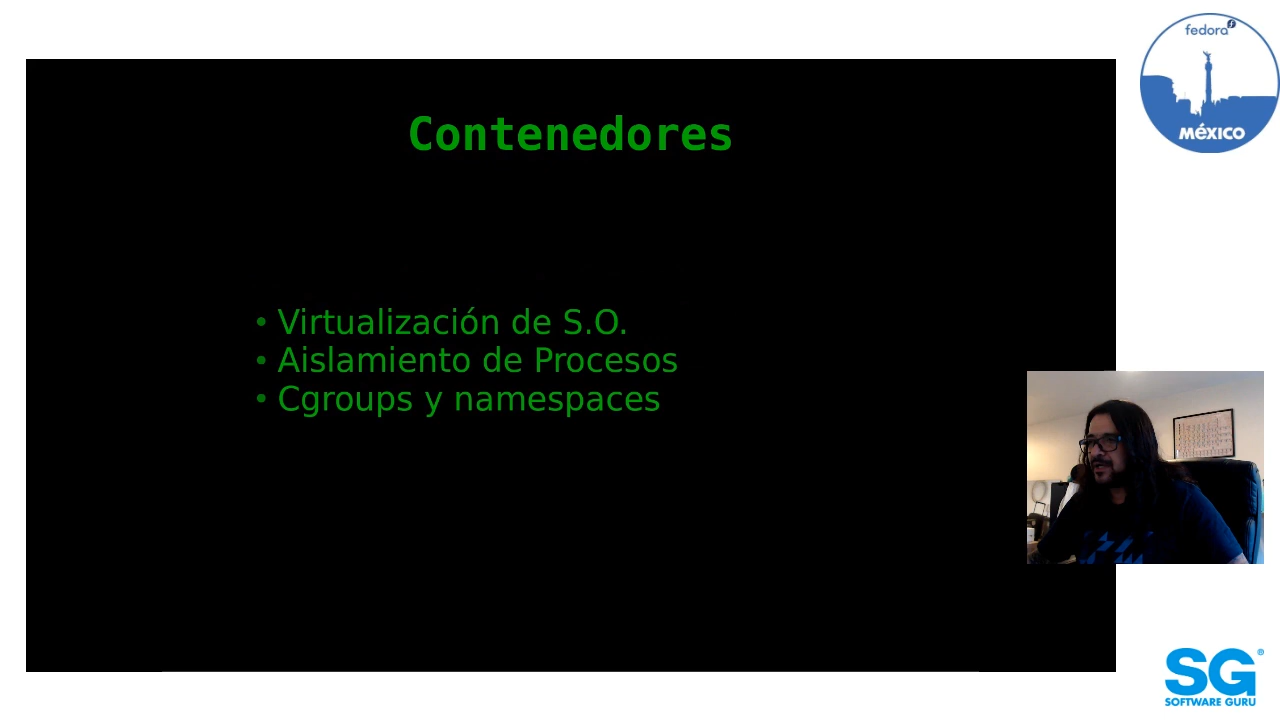 fedora
MéXICO
Contenedores
• Virtualización de S.O.
• Aislamiento de Procesos
• Cgroups y namespaces
SG®
SOFTWARE GURU